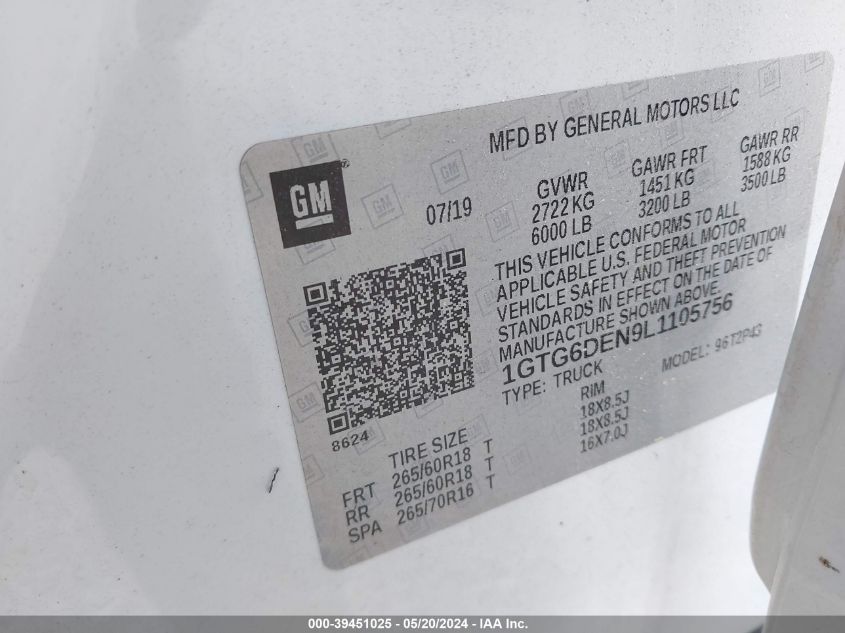 MFD BY GENERAL MOTORS LLC
GM®
07/19
GVWR GAWR FRT GAWR RR
2722 KG 1451 KG 1588 KG
6000 LB 3200 LB 3500 LB
THIS VEHICLE CONFORMS TO ALL
APPLICABLE U.S. FEDERAL MOTOR
VEHICLE SAFETY AND THEFT PREVENTION
STANDARDS IN EFFECT ON THE DATE OF
MANUFACTURE SHOWN ABOVE.
1GTG6DEN9L1105756
TYPE: TRUCK MODEL: 96T2P43
8624
TIRE SIZE RIM
FRT 265/60R18 T 18X8.5J
RR 265/60R18 T 18X8.5J
SPA 265/70R16 T 16X7.0J
000-39451025 - 05/20/2024 - IAA Inc.